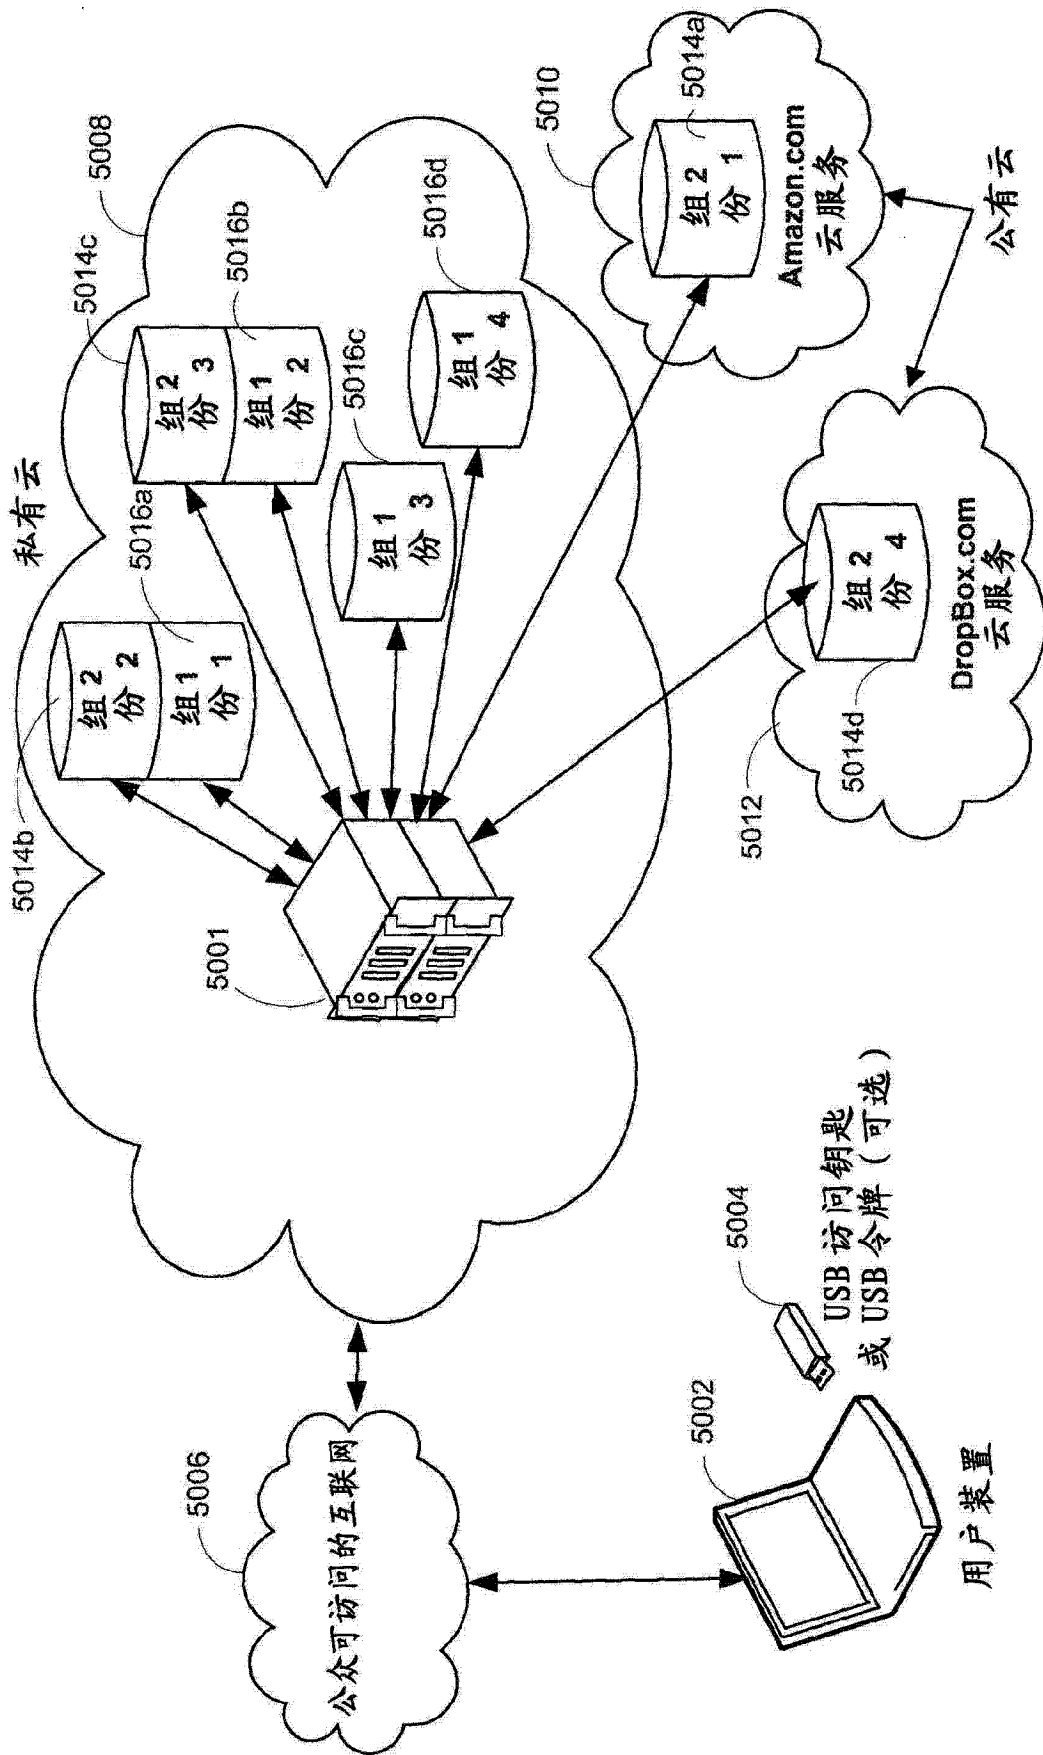 私有云
5014b
5014c
5008
组 2
份 2
5016a
组 1
份 1
组 2
份 3
5016b
组 1
份 2
5006
5001
公众可访问的互联网
5016c
组 1
份 3
5016d
组 1
份 4
5010
5002
5004
USB 访问钥匙
或 USB 令牌（可选）
用户装置
5012
5014d
组 2
份 4
DropBox.com
云服务
组 2
份 1
5014a
Amazon.com
云服务
公有云